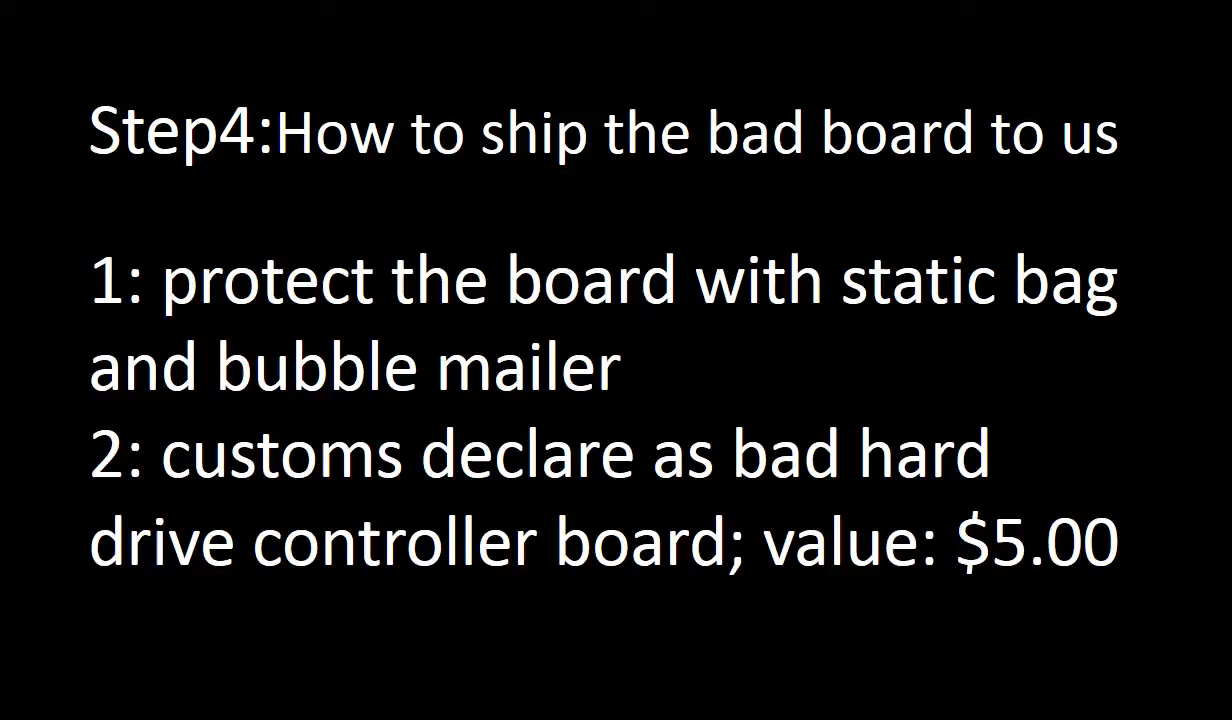 Step4:How to ship the bad board to us
1: protect the board with static bag
and bubble mailer
2: customs declare as bad hard
drive controller board; value: $5.00